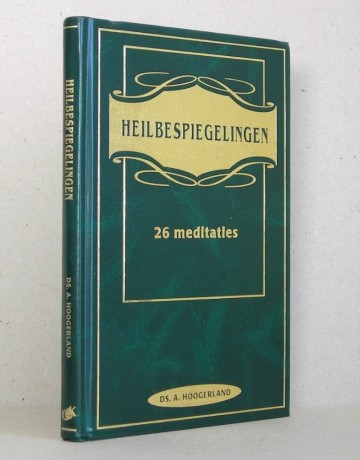 HEILBESPIEGELINGEN
26 meditaties
DS. A. HOOGERLAND
HEILBESPIEGELINGEN
DS. A. HOOGERLAND